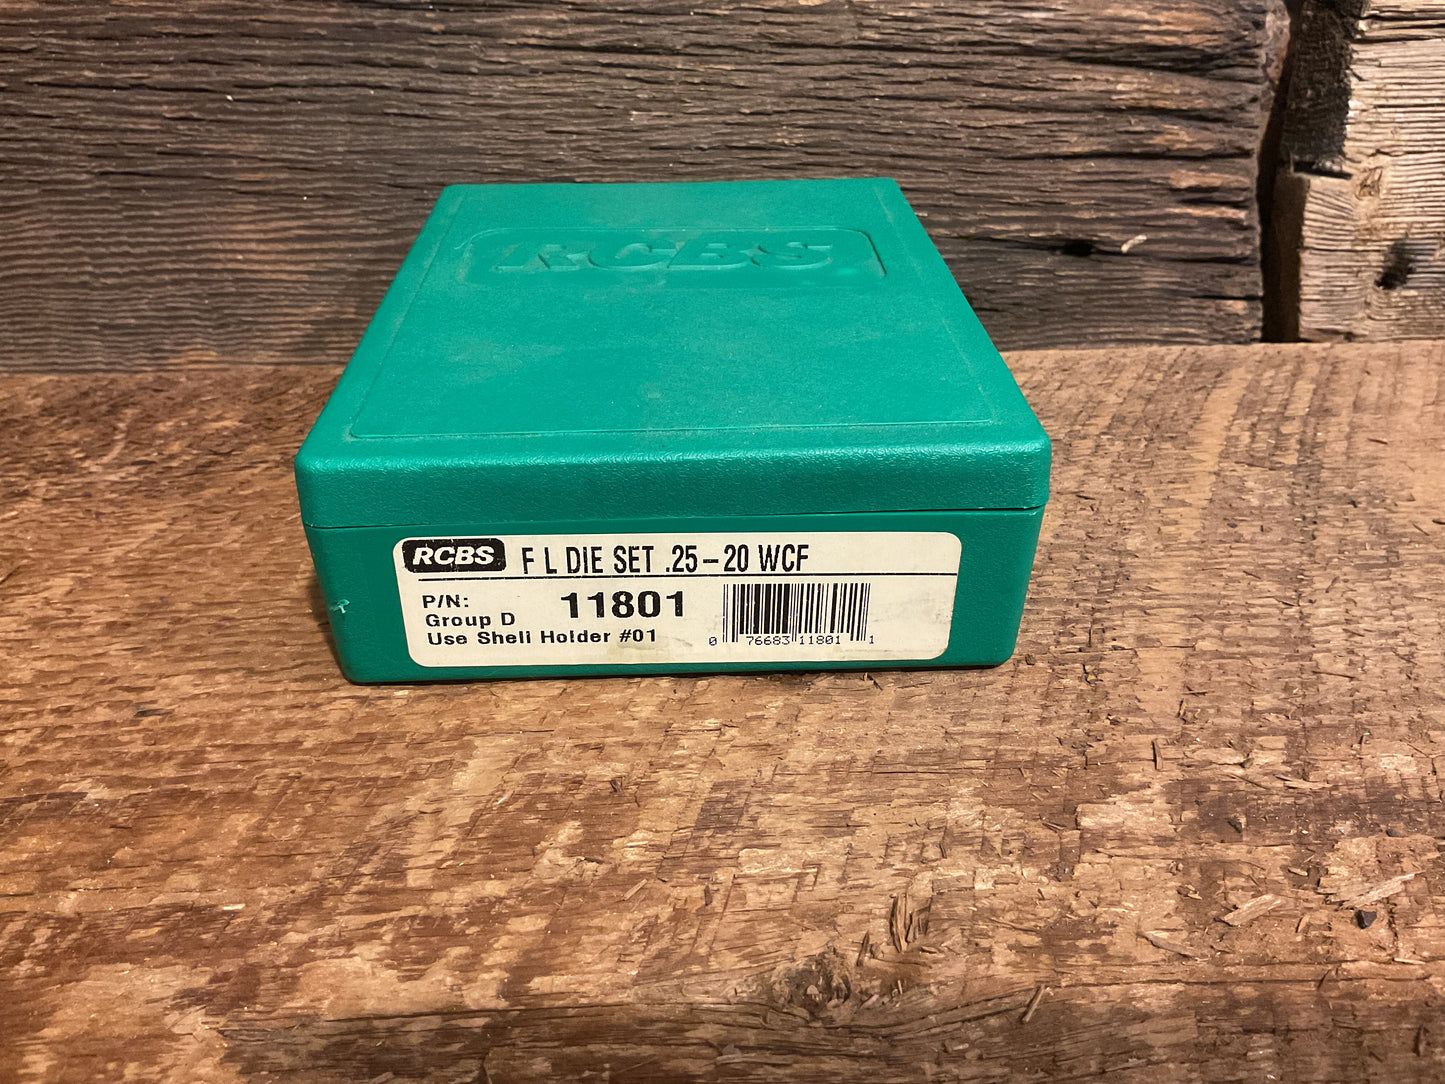 RCBS
RCBS F L DIE SET .25-20 WCF
P/N: 11801
Group D
Use Shell Holder #01
0 76683 11801 1